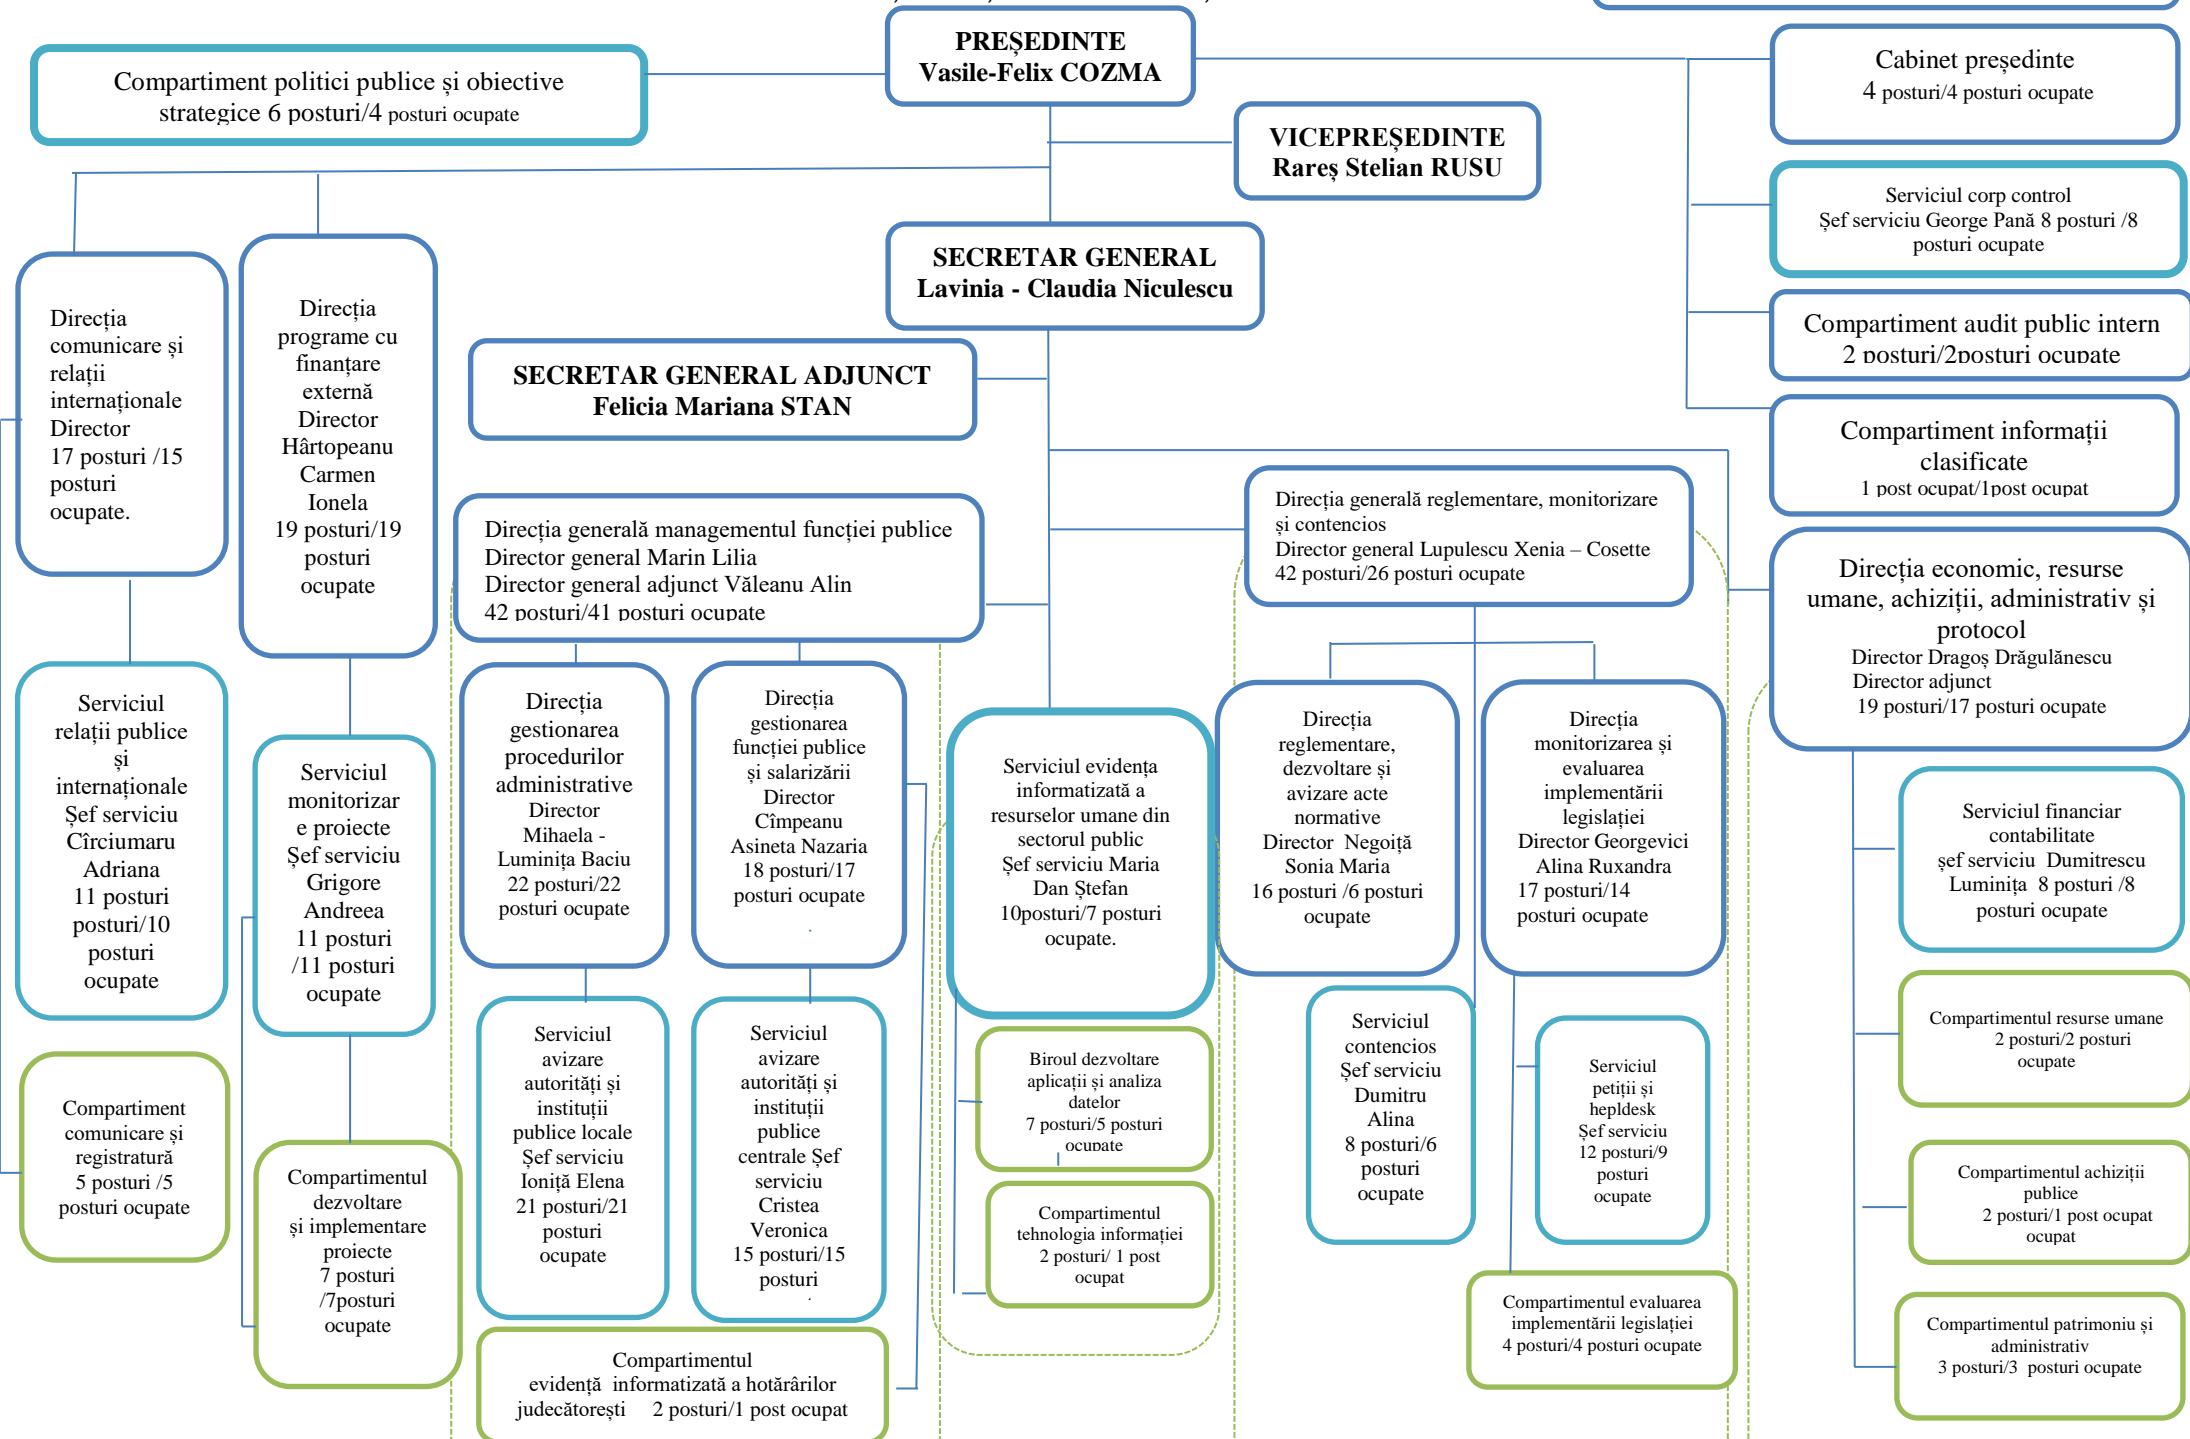 PREȘEDINTE
Vasile-Felix COZMA
Compartiment politici publice și obiective
strategice 6 posturi/4 posturi ocupate
Cabinet președinte
4 posturi/4 posturi ocupate
VICEPREȘEDINTE
Rareș Stelian RUSU
Serviciul corp control
Șef serviciu George Pană 8 posturi /8
posturi ocupate
SECRETAR GENERAL
Lavinia - Claudia Niculescu
Compartiment audit public intern
2 posturi/2posturi ocupate
SECRETAR GENERAL ADJUNCT
Felicia Mariana STAN
Compartiment informații
clasificate
1 post ocupat/1post ocupat
Direcția
comunicare și
relații
internaționale
Director
17 posturi /15
posturi
ocupate.
Direcția
programe cu
finanțare
externă
Director
Hârtopeanu
Carmen
Ionela
19 posturi/19
posturi
ocupate
Direcția generală managementul funcției publice
Director general Marin Lilia
Director general adjunct Văleanu Alin
42 posturi/41 posturi ocupate
Direcția generală reglementare, monitorizare
și contencios
Director general Lupulescu Xenia – Cosette
42 posturi/26 posturi ocupate
Direcția economic, resurse
umane, achiziții, administrativ și
protocol
Director Dragoș Drăgulănescu
Director adjunct
19 posturi/17 posturi ocupate
Serviciul
relații publice
și
internaționale
Șef serviciu
Cîrciumaru
Adriana
11 posturi
posturi/10
posturi
ocupate
Serviciul
monitorizar
e proiecte
Șef serviciu
Grigore
Andreea
11 posturi
/11 posturi
ocupate
Direcția
gestionarea
procedurilor
administrative
Director
Mihaela -
Luminița Baciu
22 posturi/22
posturi ocupate
Direcția
gestionarea
funcției publice
și salarizării
Director
Cîmpeanu
Asineta Nazaria
18 posturi/17
posturi ocupate
.
Serviciul evidența
informatizată a
resurselor umane din
sectorul public
Șef serviciu Maria
Dan Ștefan
10posturi/7 posturi
ocupate.
Direcția
reglementare,
dezvoltare și
avizare acte
normative
Director Negoiță
Sonia Maria
16 posturi /6 posturi
ocupate
Direcția
monitorizarea și
evaluarea
implementării
legislației
Director Georgevici
Alina Ruxandra
17 posturi/14
posturi ocupate
Serviciul financiar
contabilitate
șef serviciu Dumitrescu
Luminița 8 posturi /8
posturi ocupate
Compartiment
comunicare și
registratură
5 posturi /5
posturi ocupate
Compartimentul
dezvoltare
și implementare
proiecte
7 posturi
/7posturi
ocupate
Serviciul
avizare
autorități și
instituții
publice locale
Șef serviciu
Ioniță Elena
21 posturi/21
posturi
ocupate
Serviciul
avizare
autorități și
instituții
publice
centrale Șef
serviciu
Cristea
Veronica
15 posturi/15
posturi
Biroul dezvoltare
aplicații și analiza
datelor
7 posturi/5 posturi
ocupate
Compartimentul
tehnologia informației
2 posturi/ 1 post
ocupat
Serviciul
contencios
Șef serviciu
Dumitru
Alina
8 posturi/6
posturi
ocupate
Serviciul
petiții și
hepldesk
Șef serviciu
12 posturi/9
posturi
ocupate
Compartimentul resurse umane
2 posturi/2 posturi
ocupate
Compartimentul achiziții
publice
2 posturi/1 post ocupat
ocupat
Compartimentul evidență informatizată a hotărârilor
judecătorești 2 posturi/1 post ocupat
Compartimentul evaluarea
implementării legislației
4 posturi/4 posturi ocupate
Compartimentul patrimoniu și
administrativ
3 posturi/3 posturi ocupate